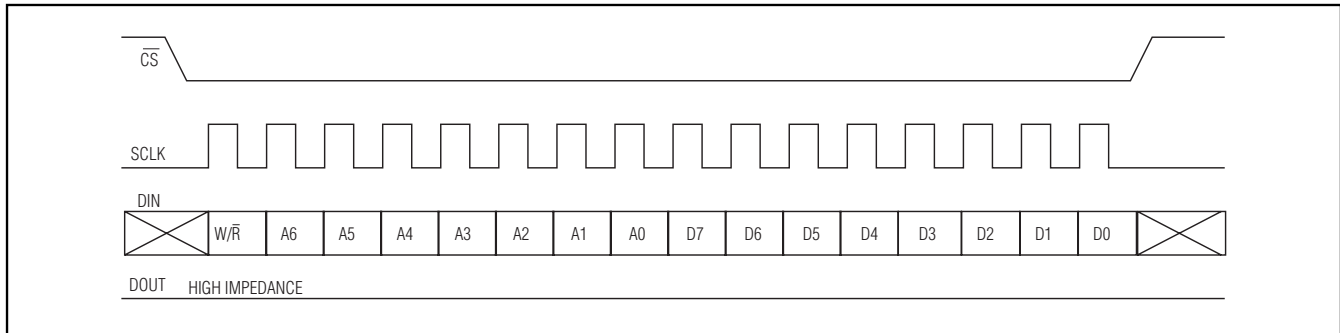 C̅S̅
SCLK
DIN
W/R̅ A6 A5 A4 A3 A2 A1 A0 D7 D6 D5 D4 D3 D2 D1 D0
DOUT HIGH IMPEDANCE